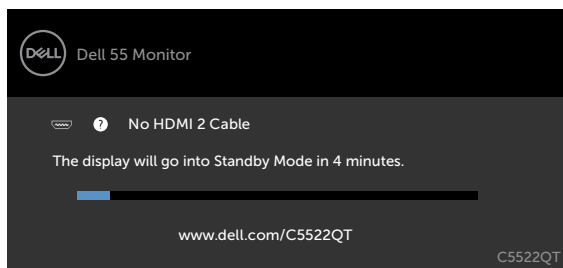 DELL
Dell 55 Monitor
? No HDMI 2 Cable
The display will go into Standby Mode in 4 minutes.
www.dell.com/C5522QT
C5522QT